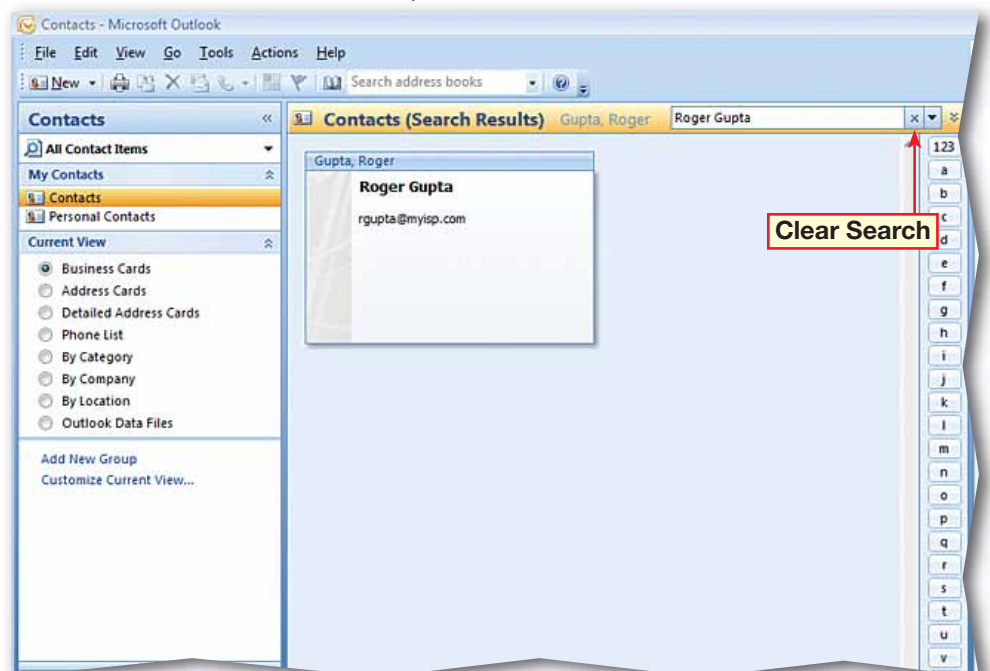 Contacts - Microsoft Outlook
File Edit View Go Tools Actions Help
New Search address books
Contacts «
Contacts (Search Results) Gupta, Roger Roger Gupta
All Contact Items
My Contacts
Contacts
Personal Contacts
Current View
Business Cards
Address Cards
Detailed Address Cards
Phone List
By Category
By Company
By Location
Outlook Data Files
Add New Group
Customize Current View...
Gupta, Roger
Roger Gupta
rgupta@myisp.com
Clear Search
123
a
b
c
d
e
f
g
h
i
j
k
l
m
n
o
p
q
r
s
t
u
v